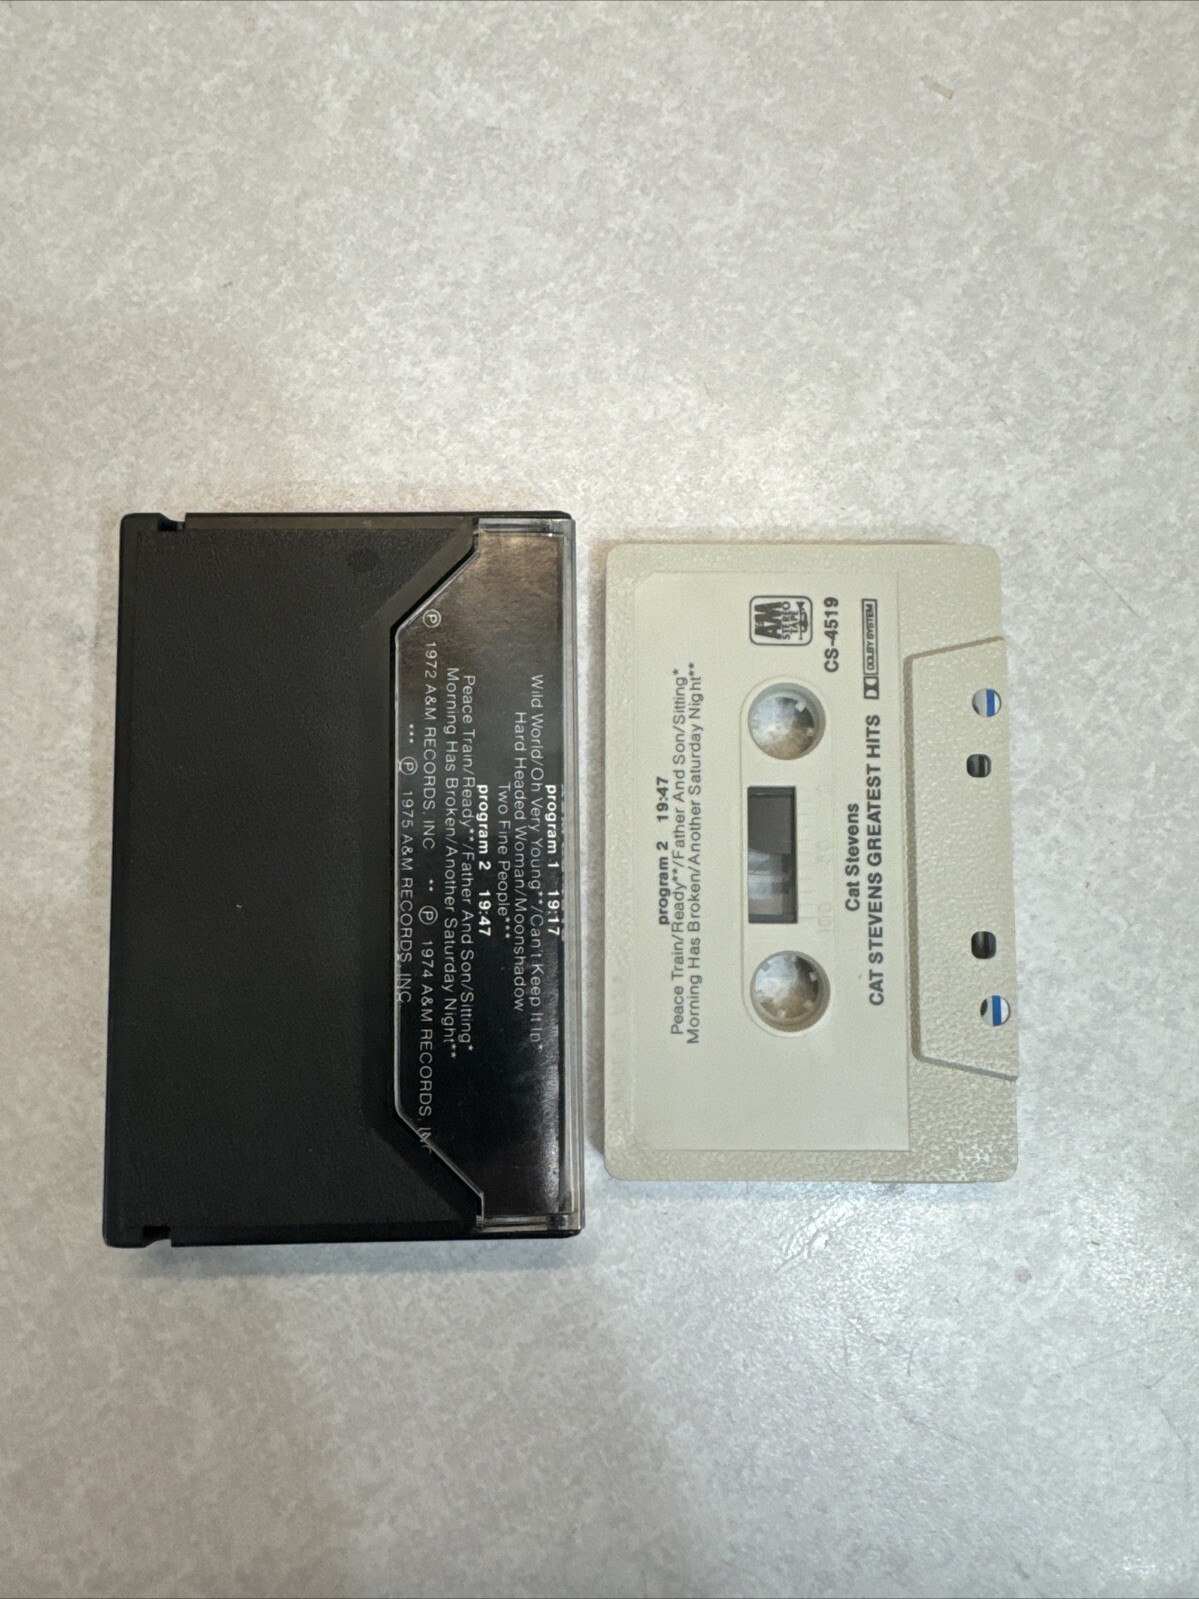 program 1 19:17
Wild World/Oh Very Young**/Can't Keep It In*
Hard Headed Woman/Moonshadow
Two Fine People***
program 2 19:47
Peace Train/Ready**/Father And Son/Sitting*
Morning Has Broken/Another Saturday Night**
Ⓟ 1972 A&M RECORDS, INC. ** Ⓟ 1974 A&M RECORDS, INC.
*** Ⓟ 1975 A&M RECORDS, INC.
program 2 19:47
Peace Train/Ready**/Father And Son/Sitting*
Morning Has Broken/Another Saturday Night**
A&M
STEREO
TAPE
CS-4519
Cat Stevens
CAT STEVENS GREATEST HITS
DOLBY SYSTEM